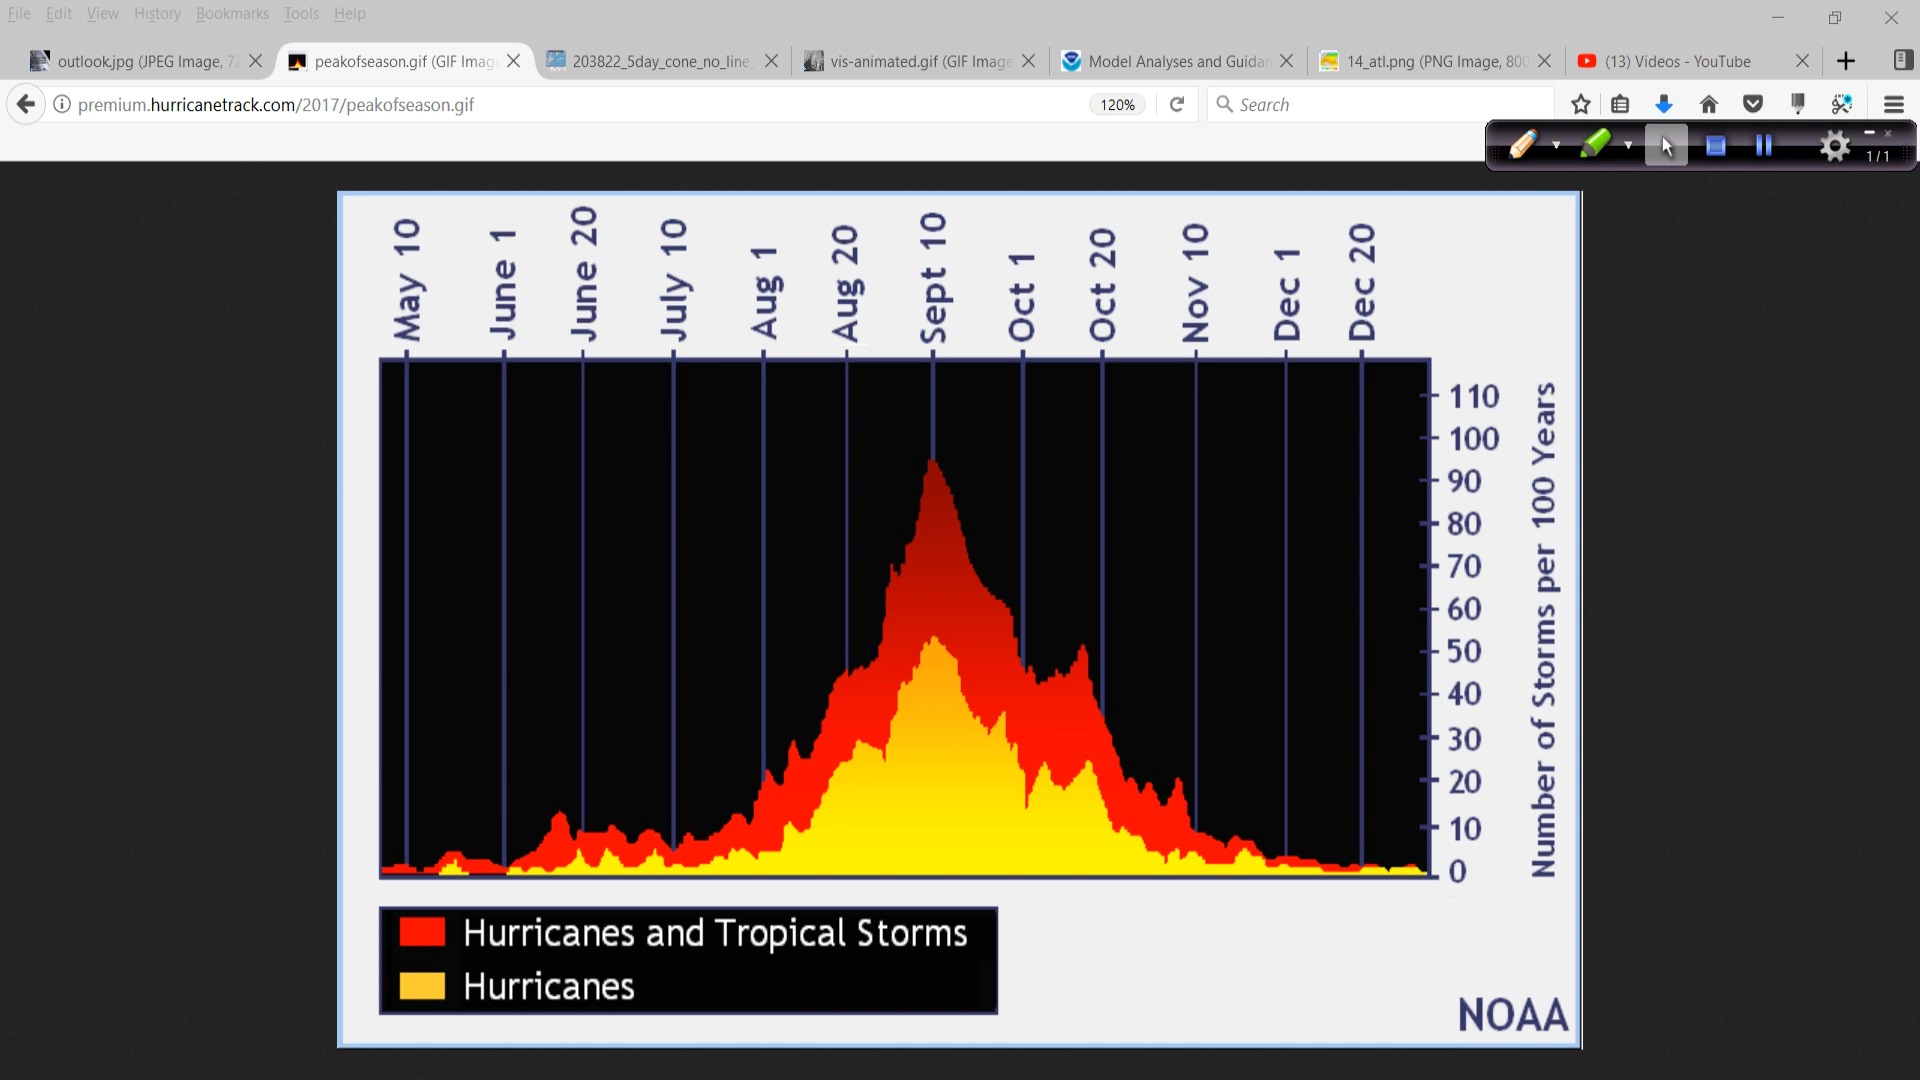 File Edit View History Bookmarks Tools Help
outlook.jpg (JPEG Image, 72
peakofseason.gif (GIF Imag
203822_5day_cone_no_line_
vis-animated.gif (GIF Image
Model Analyses and Guidan
14_atl.png (PNG Image, 800
(13) Videos - YouTube
premium.hurricanetrack.com/2017/peakofseason.gif
120%
Search
1/1
May 10
June 1
June 20
July 10
Aug 1
Aug 20
Sept 10
Oct 1
Oct 20
Nov 10
Dec 1
Dec 20
110
100
90
80
70
60
50
40
30
20
10
0
Number of Storms per 100 Years
Hurricanes and Tropical Storms
Hurricanes
NOAA